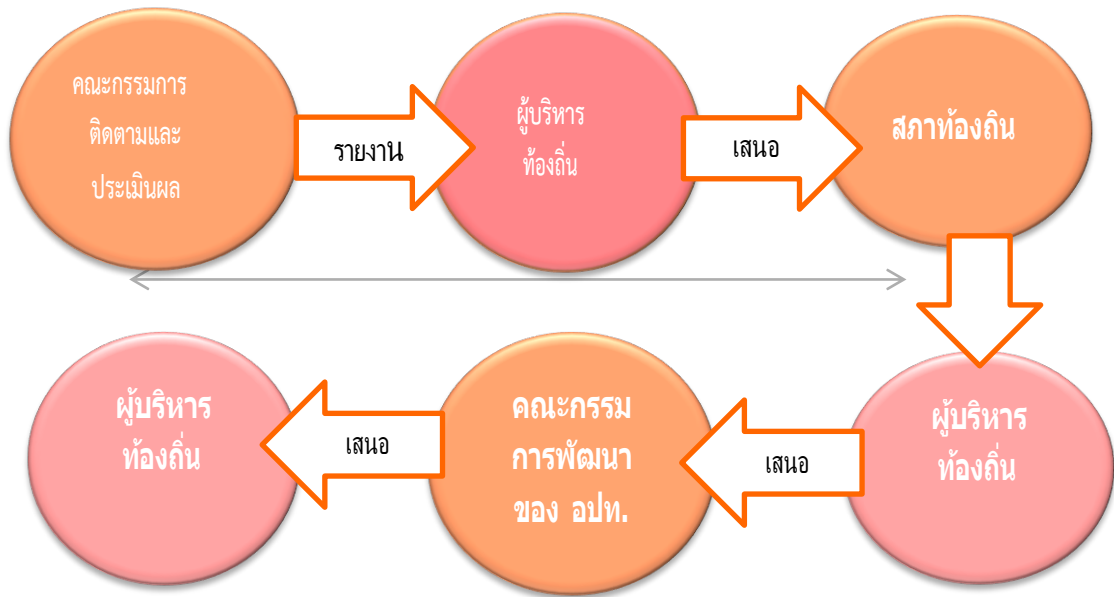 คณะกรรมการ
ติดตามและ
ประเมินผล
รายงาน
ผู้บริหาร
ท้องถิ่น
เสนอ
สภาท้องถิ่น
ผู้บริหาร
ท้องถิ่น
เสนอ
คณะกรรม
การพัฒนา
ของ อปท.
เสนอ
ผู้บริหาร
ท้องถิ่น